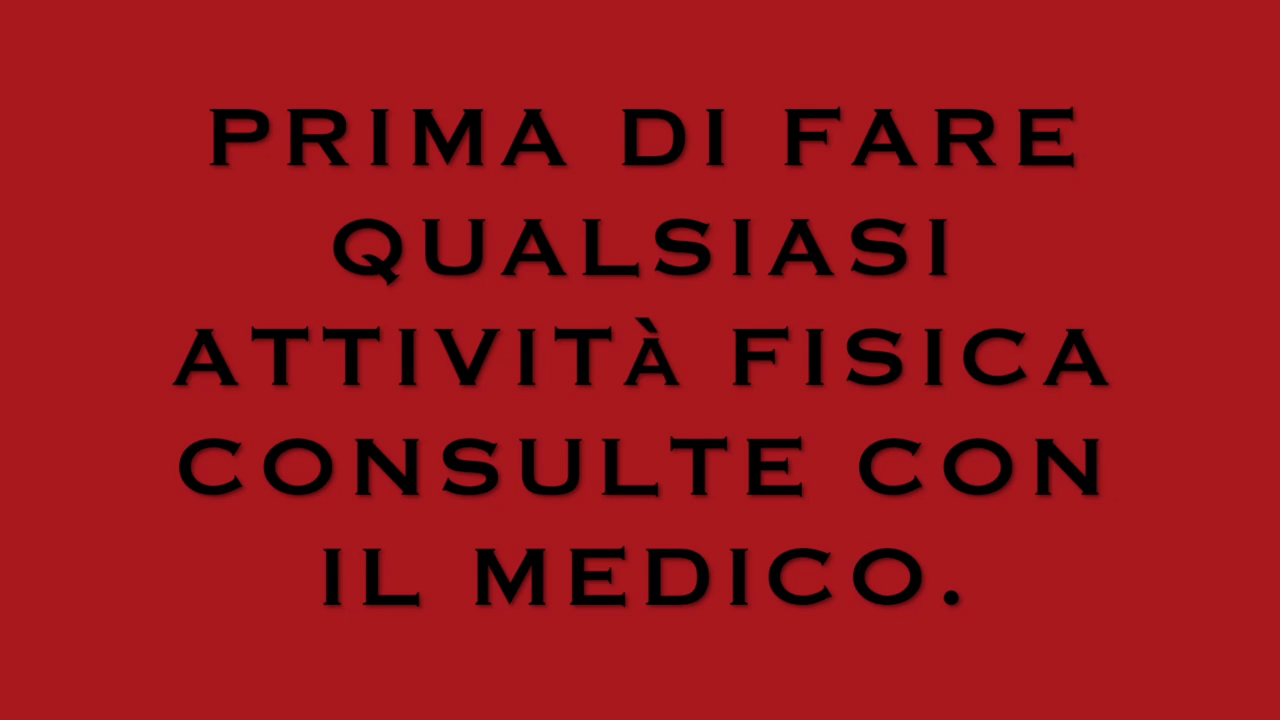 PRIMA DI FARE
QUALSIASI
ATTIVITÀ FISICA
CONSULTE CON
IL MEDICO.